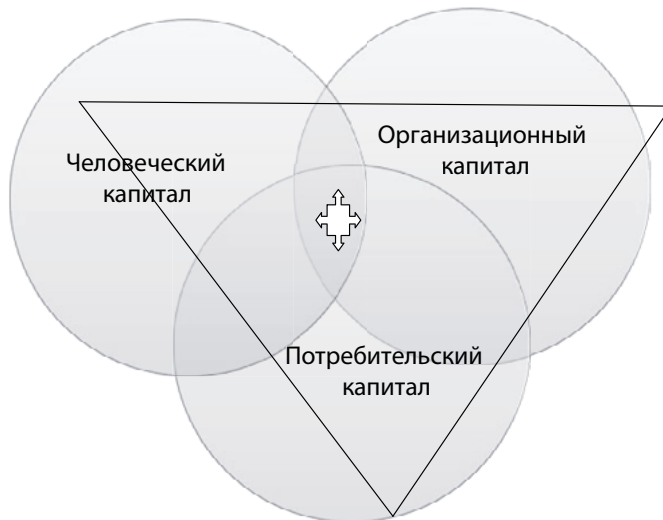 Человеческий
капитал
Организационный
капитал
Потребительский
капитал